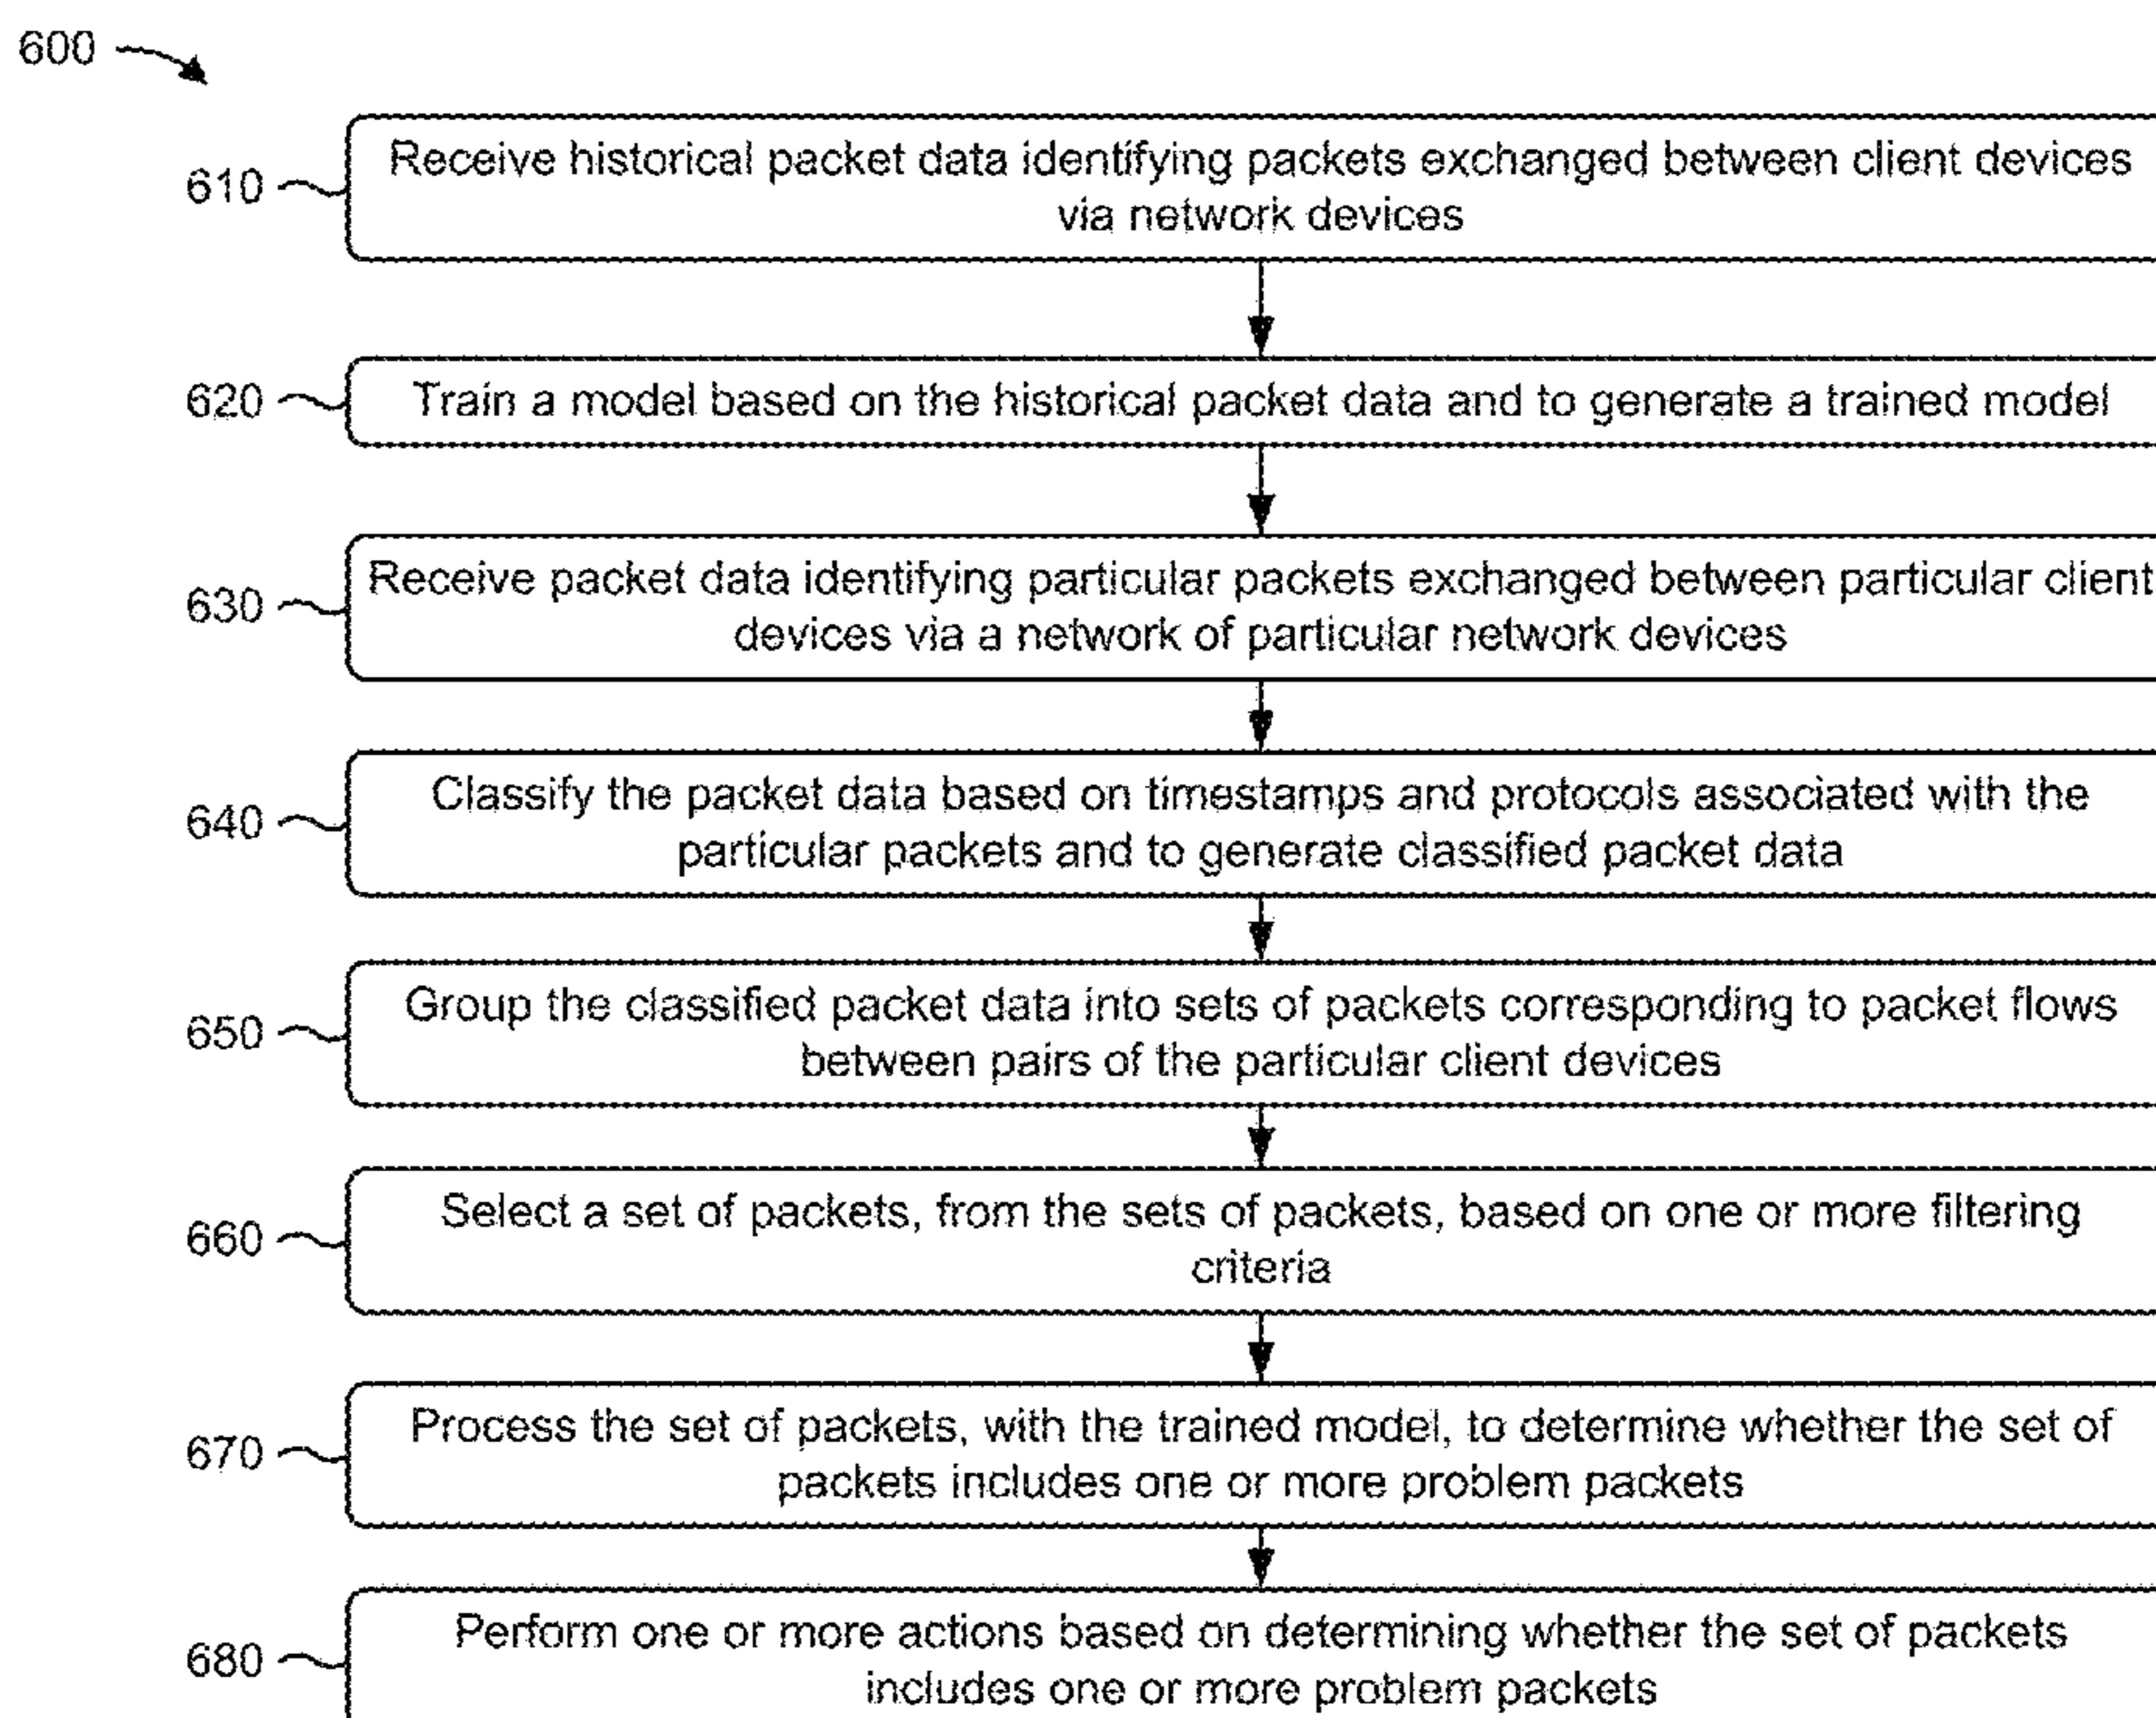 600
610
Receive historical packet data identifying packets exchanged between client devices
via network devices
620
Train a model based on the historical packet data and to generate a trained model
630
Receive packet data identifying particular packets exchanged between particular client
devices via a network of particular network devices
640
Classify the packet data based on timestamps and protocols associated with the
particular packets and to generate classified packet data
650
Group the classified packet data into sets of packets corresponding to packet flows
between pairs of the particular client devices
660
Select a set of packets, from the sets of packets, based on one or more filtering
criteria
670
Process the set of packets, with the trained model, to determine whether the set of
packets includes one or more problem packets
680
Perform one or more actions based on determining whether the set of packets
includes one or more problem packets